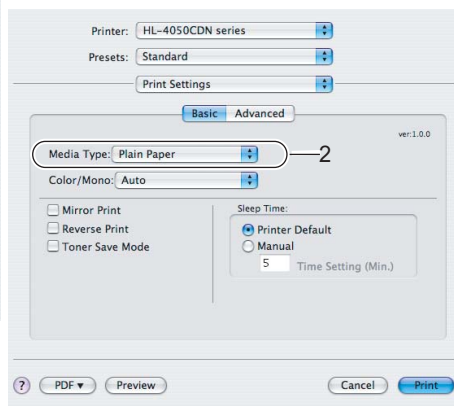 Printer: HL-4050CDN series
Presets: Standard
Print Settings
Basic Advanced
ver:1.0.0
Media Type: Plain Paper 2
Color/Mono: Auto
Mirror Print
Reverse Print
Toner Save Mode
Sleep Time:
Printer Default
Manual
5 Time Setting (Min.)
? PDF▼ Preview Cancel Print